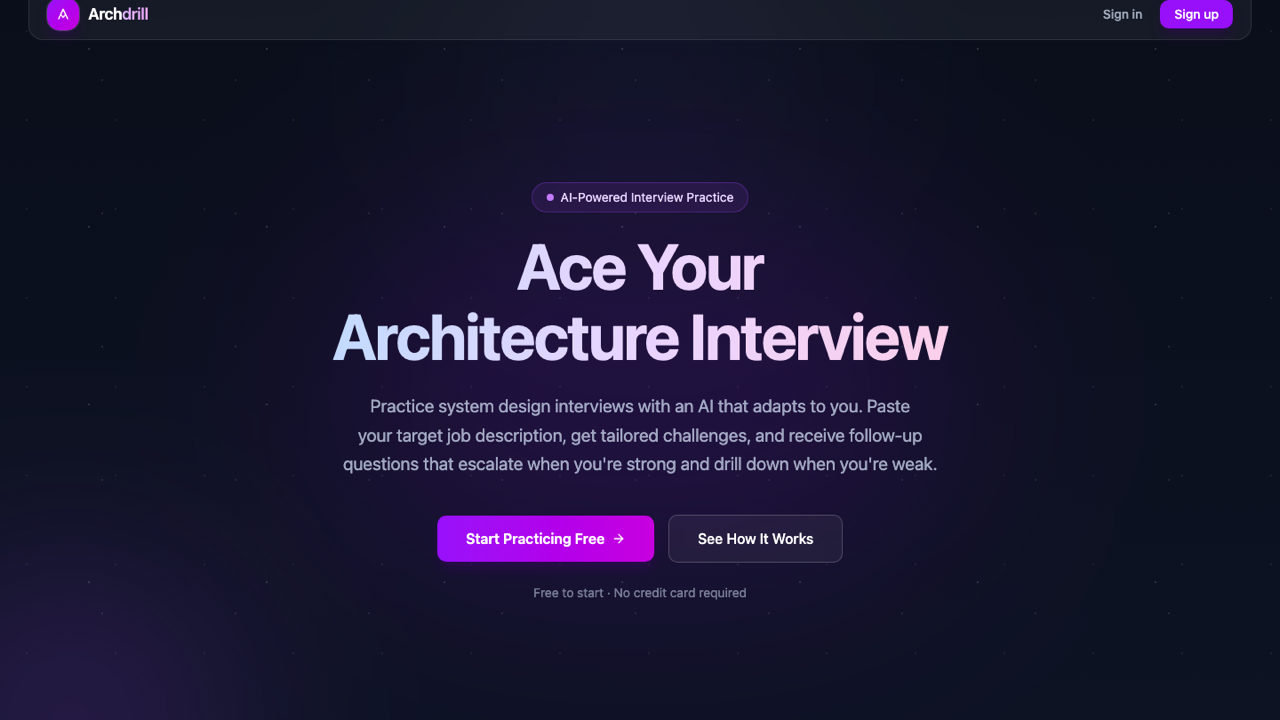 Archdrill
Sign in
Sign up
AI-Powered Interview Practice
Ace Your
Architecture Interview
Practice system design interviews with an AI that adapts to you. Paste
your target job description, get tailored challenges, and receive follow-up
questions that escalate when you're strong and drill down when you're weak.
Start Practicing Free →
See How It Works
Free to start · No credit card required